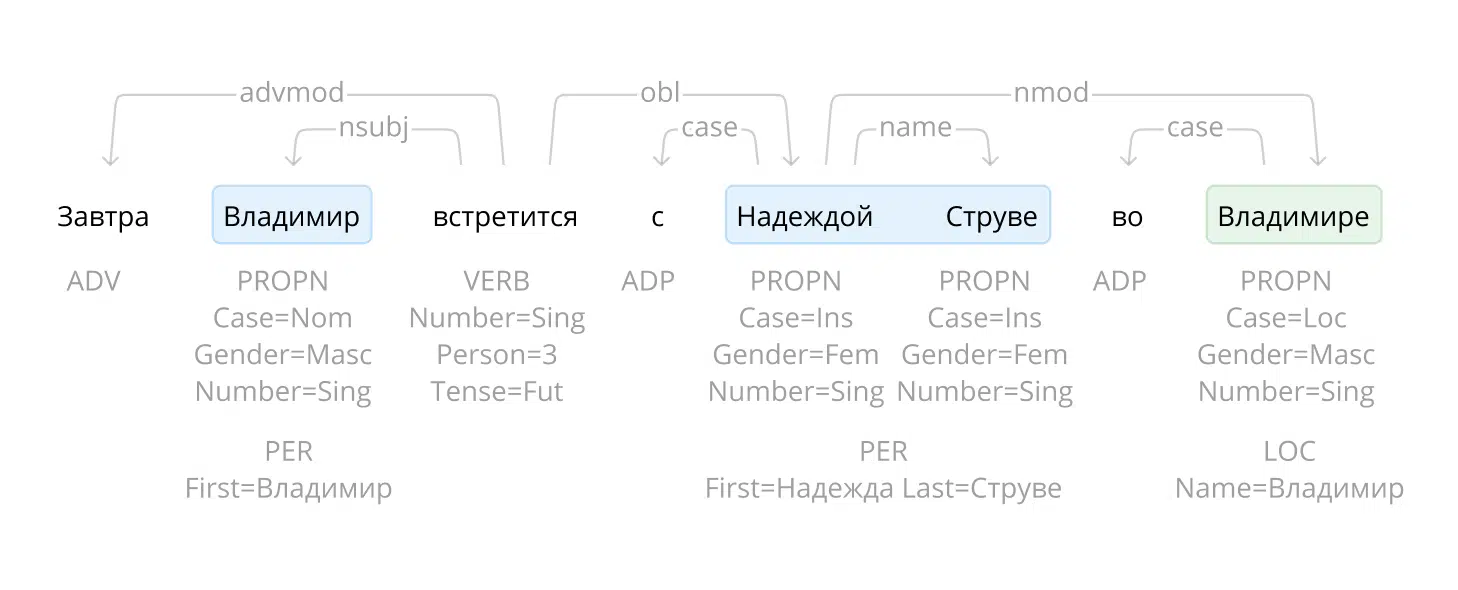 advmod obl nmod
nsubj case name case
Завтра Владимир встретится с Надеждой Струве во Владимире
ADV PROPN VERB ADP PROPN PROPN ADP PROPN
Case=Nom Number=Sing Case=Ins Case=Ins Case=Loc
Gender=Masc Person=3 Gender=Fem Gender=Fem Gender=Masc
Number=Sing Tense=Fut Number=Sing Number=Sing Number=Sing
PER PER LOC
First=Владимир First=Надежда Last=Струве Name=Владимир